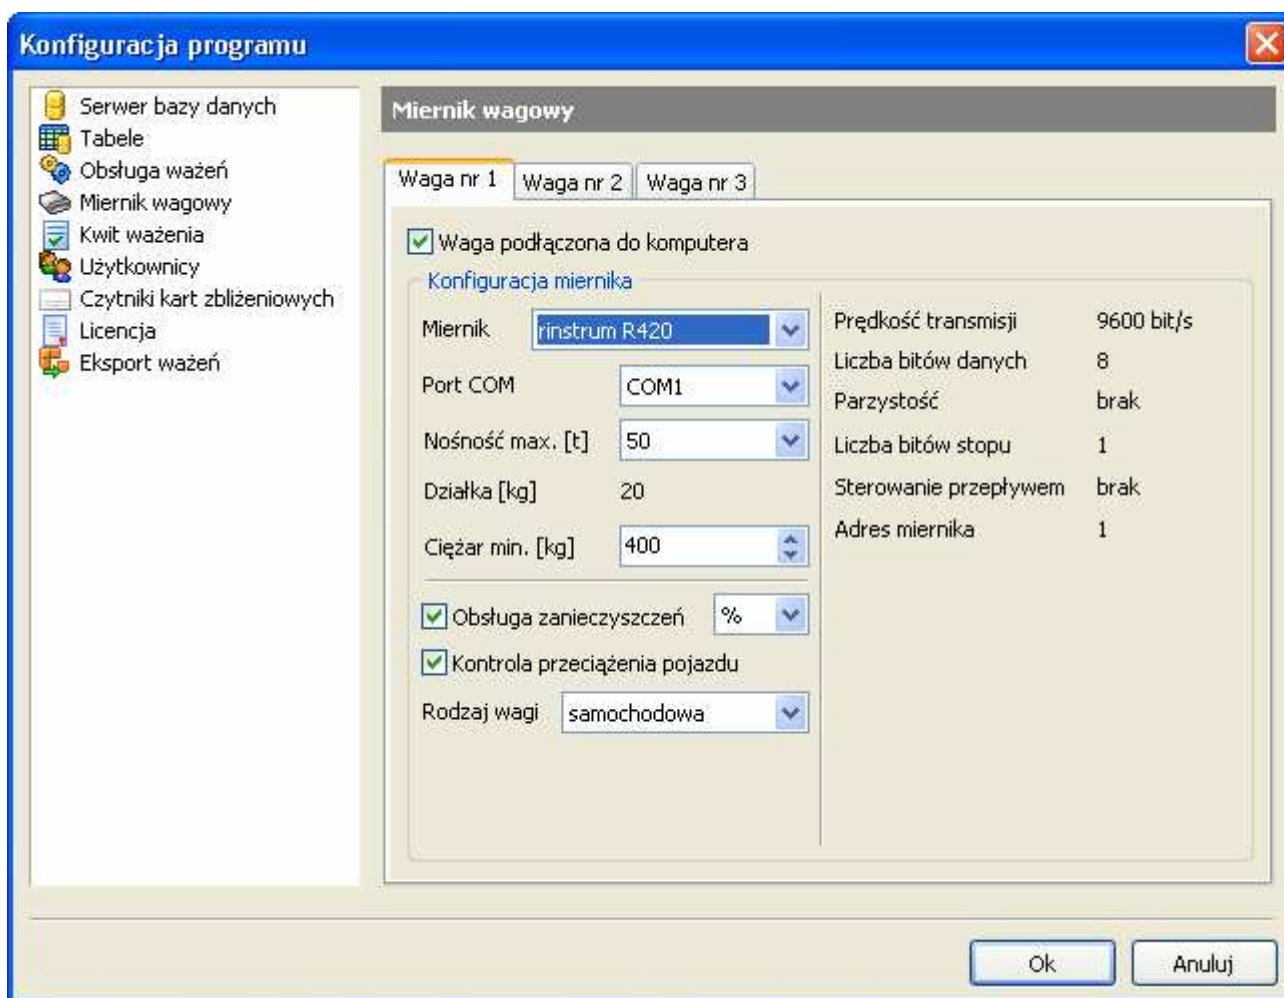 Konfiguracja programu
Serwer bazy danych
Tabele
Obsługa ważeń
Miernik wagowy
Kwit ważenia
Użytkownicy
Czytniki kart zbliżeniowych
Licencja
Eksport ważeń
Miernik wagowy
Waga nr 1 Waga nr 2 Waga nr 3
Waga podłączona do komputera
Konfiguracja miernika
Miernik rinstrum R420
Port COM COM1
Nośność max. [t] 50
Działka [kg] 20
Ciężar min. [kg] 400
Obsługa zanieczyszczeń %
Kontrola przeciążenia pojazdu
Rodzaj wagi samochodowa
Prędkość transmisji 9600 bit/s
Liczba bitów danych 8
Parzystość brak
Liczba bitów stopu 1
Sterowanie przepływem brak
Adres miernika 1
Ok Anuluj